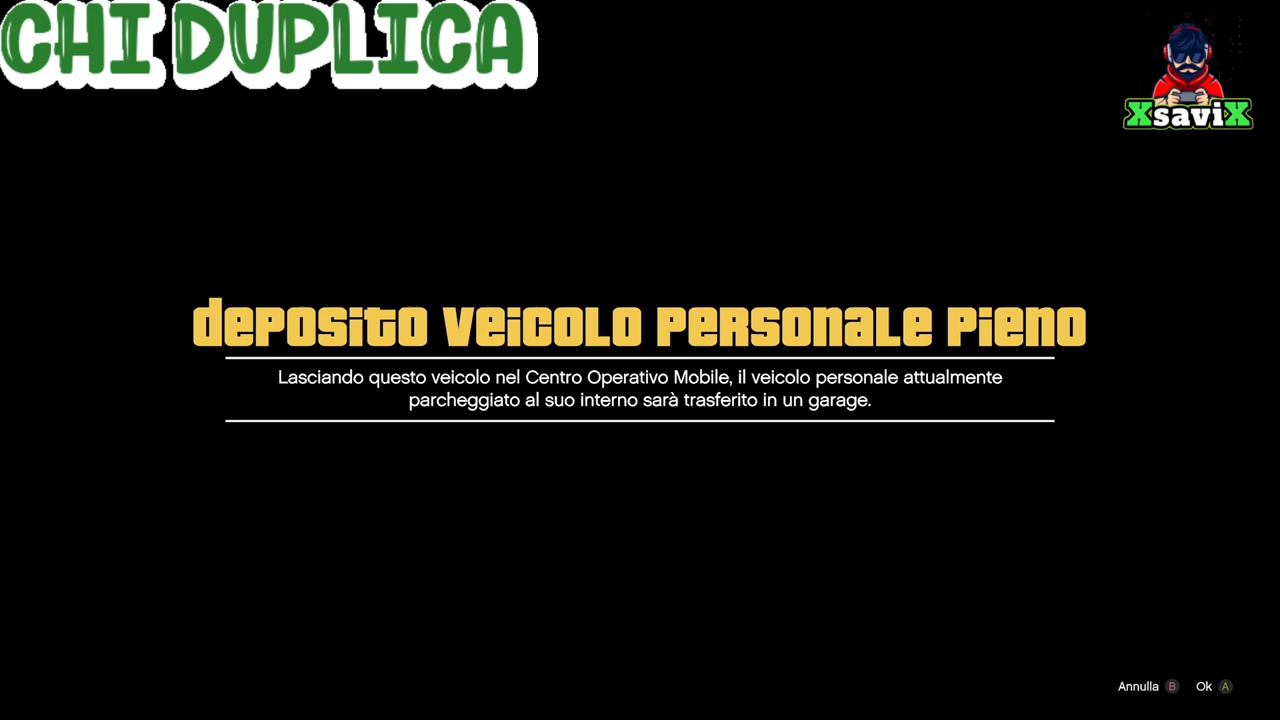 CHI DUPLICA
XsaviX
deposito veicolo personale pieno
Lasciando questo veicolo nel Centro Operativo Mobile, il veicolo personale attualmente
parcheggiato al suo interno sarà trasferito in un garage.
Annulla B Ok A